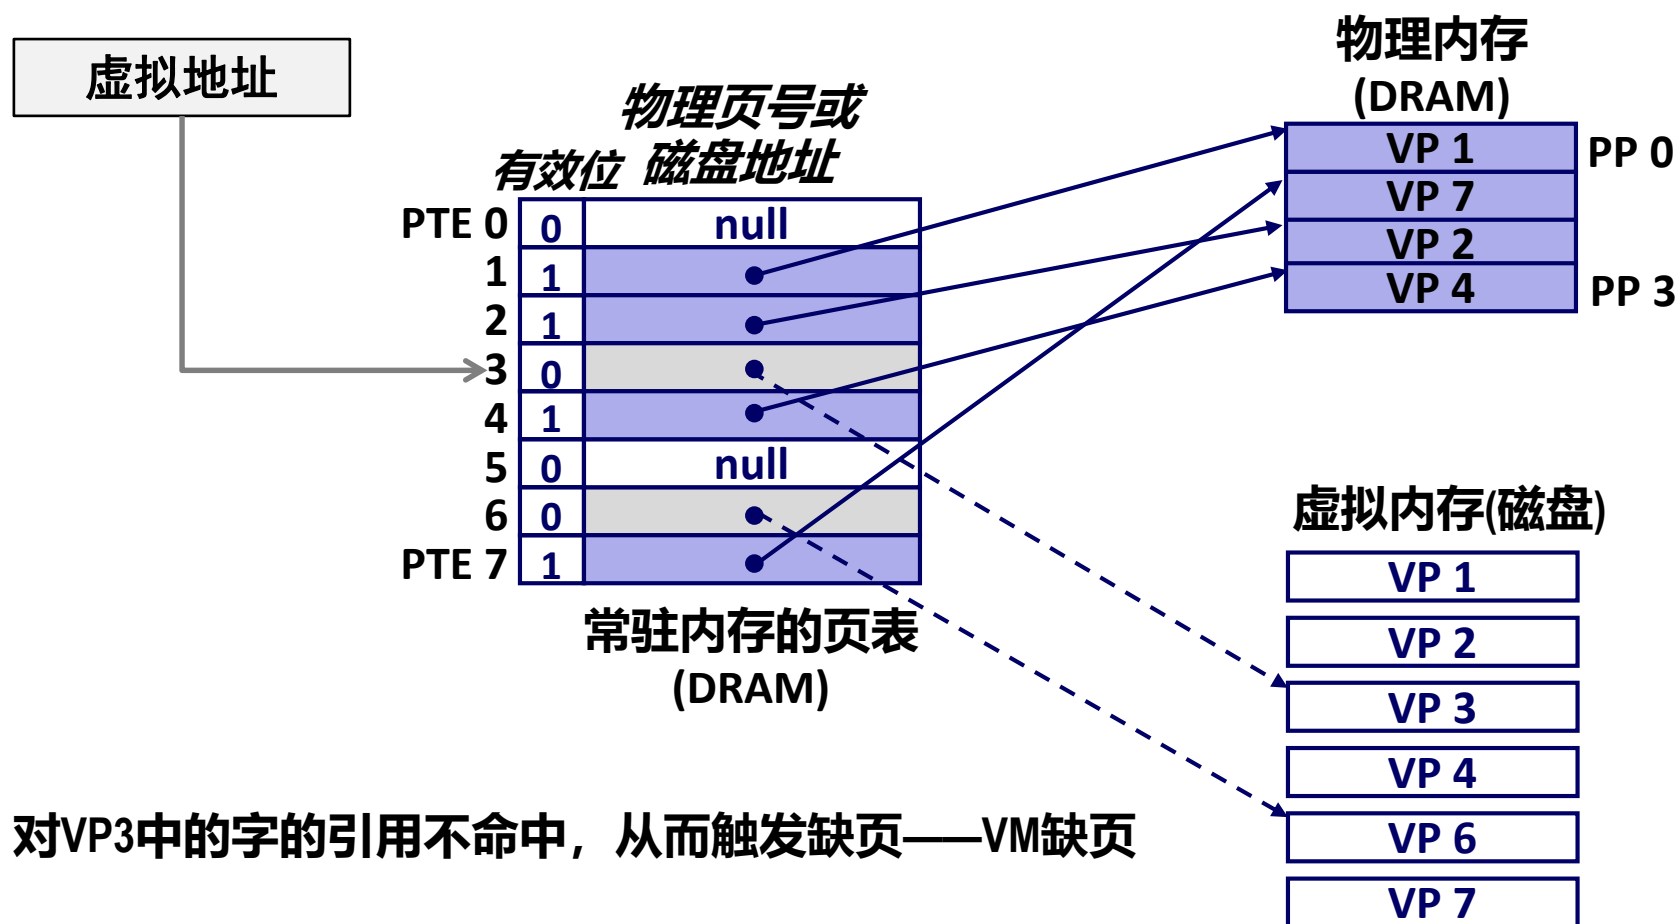 虚拟地址
物理页号或
磁盘地址
有效位
PTE 0 0 null
1 1
2 1
3 0
4 1
5 0 null
6 0
PTE 7 1
常驻内存的页表
(DRAM)
物理内存
(DRAM)
VP 1 PP 0
VP 7
VP 2
VP 4 PP 3
虚拟内存(磁盘)
VP 1
VP 2
VP 3
VP 4
VP 6
VP 7
对VP3中的字的引用不命中，从而触发缺页——VM缺页